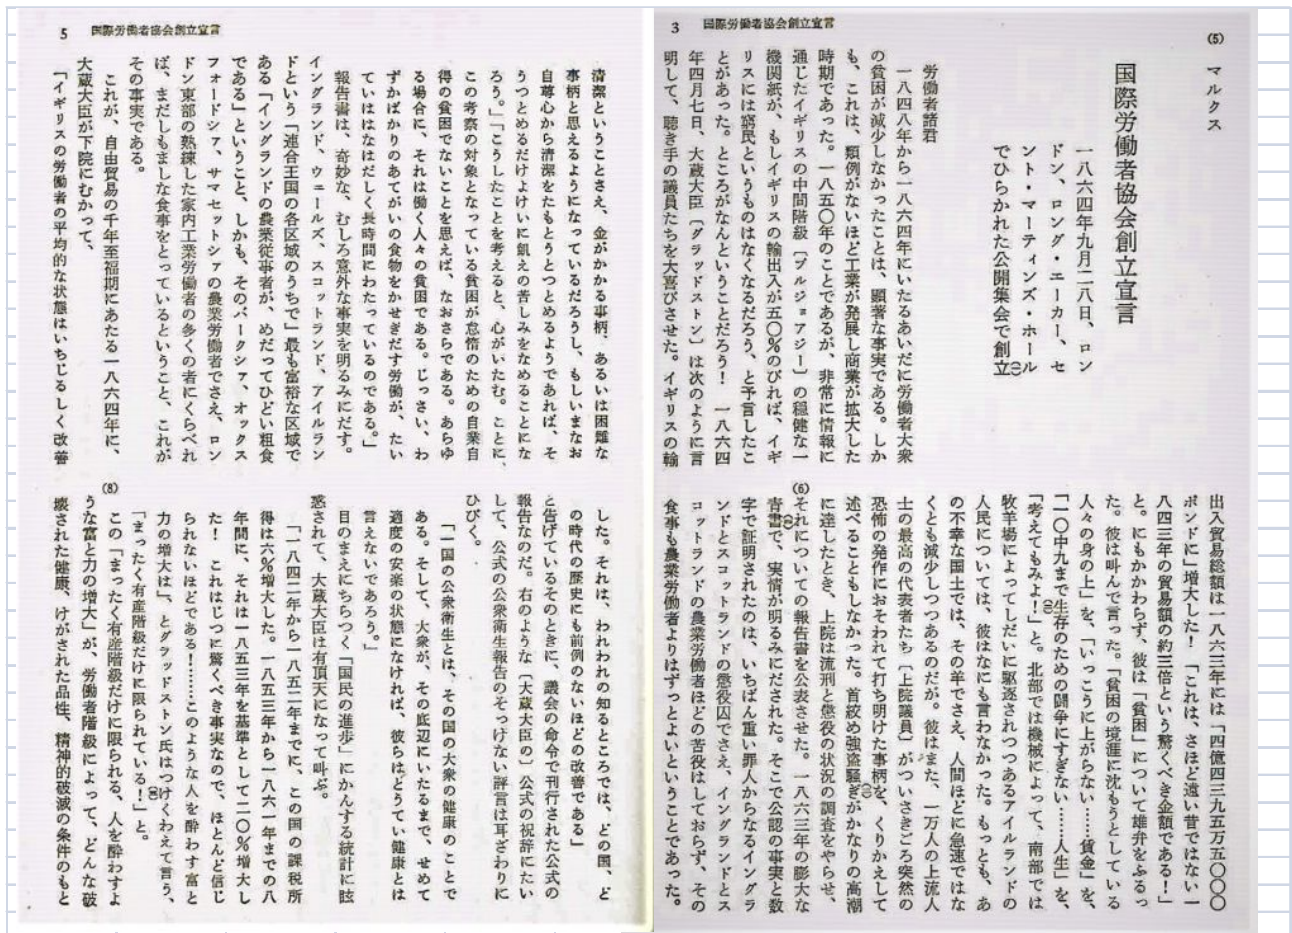 3 国際労働者協会創立宣言
(5) マルクス
国際労働者協会創立宣言
一八六四年九月二八日、ロン
ドン、ロング・エーカー、セ
ント・マーティンズ・ホール
でひらかれた公開集会で創立
労働者諸君
一八四八年から一八六四年にいたるあいだに労働者大衆
の貧困が減少しなかったことは、顕著な事実である。しか
も、これは、類例がないほど工業が発展し商業が拡大した
時期であった。一八五〇年のことであるが、非常に情報に
通じたイギリスの中間階級〔ブルジョアジー〕の穏健な一
機関紙が、もしイギリスの輸出入が五〇％のびれば、イギ
リスには窮民というものはなくなるだろう、と予言したこ
とがあった。ところがなんということだろう！ 一八六四
年四月七日、大蔵大臣〔グラッドストン〕は次のように言
明して、聴き手の議員たちを大喜びさせた。イギリスの輸
出入貿易総額は一八六三年には「四億四三九五万五〇〇〇
ポンドに」増大した！ 「これは、さほど遠い昔ではない一
八四三年の貿易額の約三倍という驚くべき金額である！」
と。にもかかわらず、彼は「貧困」について雄弁をふるっ
た。彼は叫んで言った。「貧困の境涯に沈もうとしている
人々の身の上」を、「いっこうに上がらない……賃金」を、
「一〇中九まで生存のための闘争にすぎない……人生」を、
「考えてもみよ！」と。北部では機械によって、南部では
牧羊場によってしだいに駆逐されつつあるアイルランドの
人民については、彼はなにも言わなかった。もっとも、あ
の不幸な国土では、その羊でさえ、人間ほどに急速ではな
くとも減少しつつあるのだが。彼はまた、一万人の上流人
士の最高の代表者たち〔上院議員〕がついさきごろ突然の
恐怖の発作におそわれて打ち明けた事柄を、くりかえして
述べることもしなかった。首絞め強盗騒ぎがかなりの高潮
に達したとき、上院は流刑と懲役の状況の調査をやらせ、
(6) それについての報告書を公表させた。一八六三年の膨大な
青書で、実情が明るみにだされた。そこで公認の事実と数
字で証明されたのは、いちばん重い罪人からなるイングラ
ンドとスコットランドの懲役囚でさえ、イングランドとス
コットランドの農業労働者ほどの苦役はしておらず、その
食事も農業労働者よりはずっとよいということであった。
5 国際労働者協会創立宣言
清潔ということさえ、金がかかる事柄、あるいは困難な
事柄と思えるようになっているだろうし、もしいまなお
自尊心から清潔をたもとうとつとめるようであれば、そ
うつとめるだけよけいに飢えの苦しみをなめることにな
ろう。」「こうしたことを考えると、心がいたむ。ことに、
この考察の対象となっている貧困が怠惰のための自業自
得の貧困でないことを思えば、なおさらである。あらゆ
る場合に、それは働く人々の貧困である。じっさい、わ
ずかばかりのあてがいの食物をかせぎだす労働が、たい
ていははなはだしく長時間にわたっているのである。」
報告書は、奇妙な、むしろ意外な事実を明るみにだす。
イングランド、ウェールズ、スコットランド、アイルラン
ドという「連合王国の各区域のうちで」最も富裕な区域で
ある「イングランドの農業従事者が、めだってひどい粗食
である」ということ、しかも、そのバークシァ、オックス
フォードシァ、サマセットシァの農業労働者でさえ、ロン
ドン東部の熟練した家内工業労働者の多くの者にくらべれ
ば、まだしもましな食事をとっているということ、これが
その事実である。
これが、自由貿易の千年至福期にあたる一八六四年に、
大蔵大臣が下院にむかって、
「イギリスの労働者の平均的な状態はいちじるしく改善
した。それは、われわれの知るところでは、どの国、ど
の時代の歴史にも前例のないほどの改善である」
と告げているそのときに、議会の命令で刊行された公式の
報告なのだ。右のような〔大蔵大臣の〕公式の祝辞にたい
して、公式の公衆衛生報告のそっけない評言は耳ざわりに
ひびく。
「一国の公衆衛生とは、その国の大衆の健康のことで
ある。そして、大衆が、その底辺にいたるまで、せめて
適度の安楽の状態になければ、彼らはどうてい健康とは
言えないであろう。」
目のまえにちらつく「国民の進歩」にかんする統計に眩
惑されて、大蔵大臣は有頂天になって叫ぶ。
「一八四二年から一八五二年までに、この国の課税所
得は六％増大した。一八五三年から一八六一年までの八
年間に、それは一八五三年を基準として二〇％増大し
た！ これはじつに驚くべき事実なので、ほとんど信じ
られないほどである！………このような人を酔わす富と
力の増大は」、とグラッドストン氏はつけくわえて言う、
「まったく有産階級だけに限られている！」と。
(8) この「まったく有産階級だけに限られる、人を酔わすよ
うな富と力の増大」が、労働者階級によって、どんな破
壊された健康、けがされた品性、精神的破滅の条件のもと